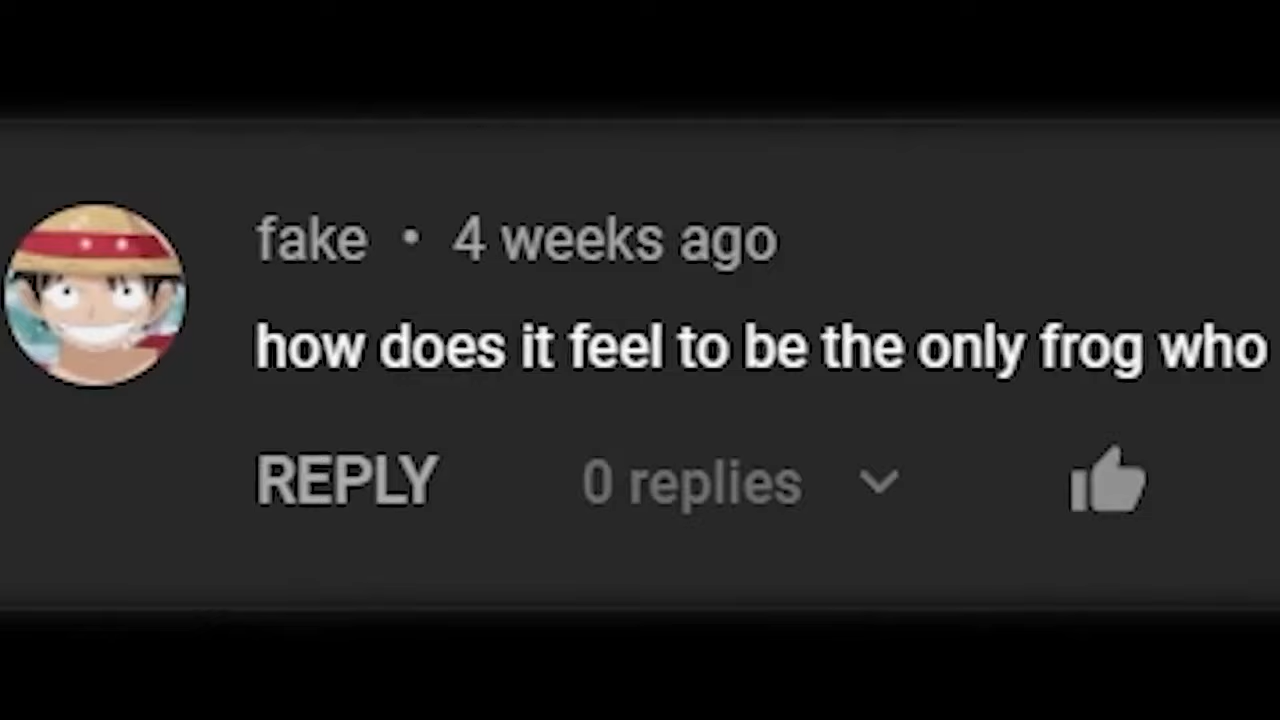 fake • 4 weeks ago
how does it feel to be the only frog who
REPLY 0 replies